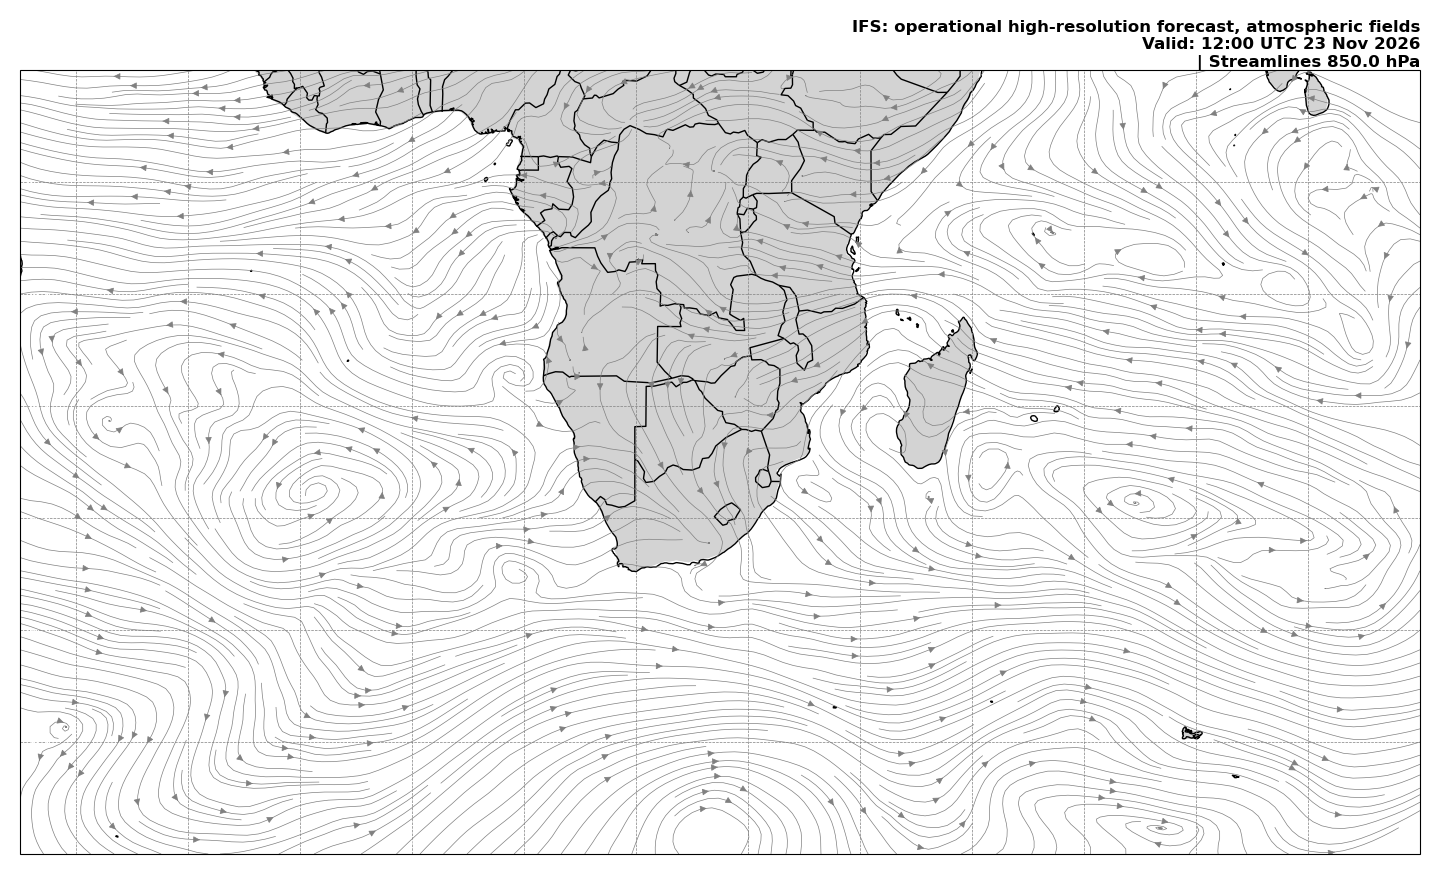 IFS: operational high-resolution forecast, atmospheric fields
Valid: 12:00 UTC 23 Nov 2026
| Streamlines 850.0 hPa